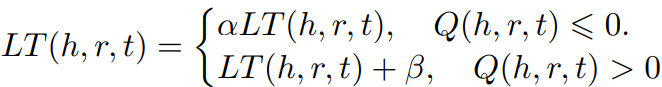 LT(h, r, t) = { αLT(h, r, t), Q(h, r, t) ⩽ 0.
LT(h, r, t) + β, Q(h, r, t) > 0